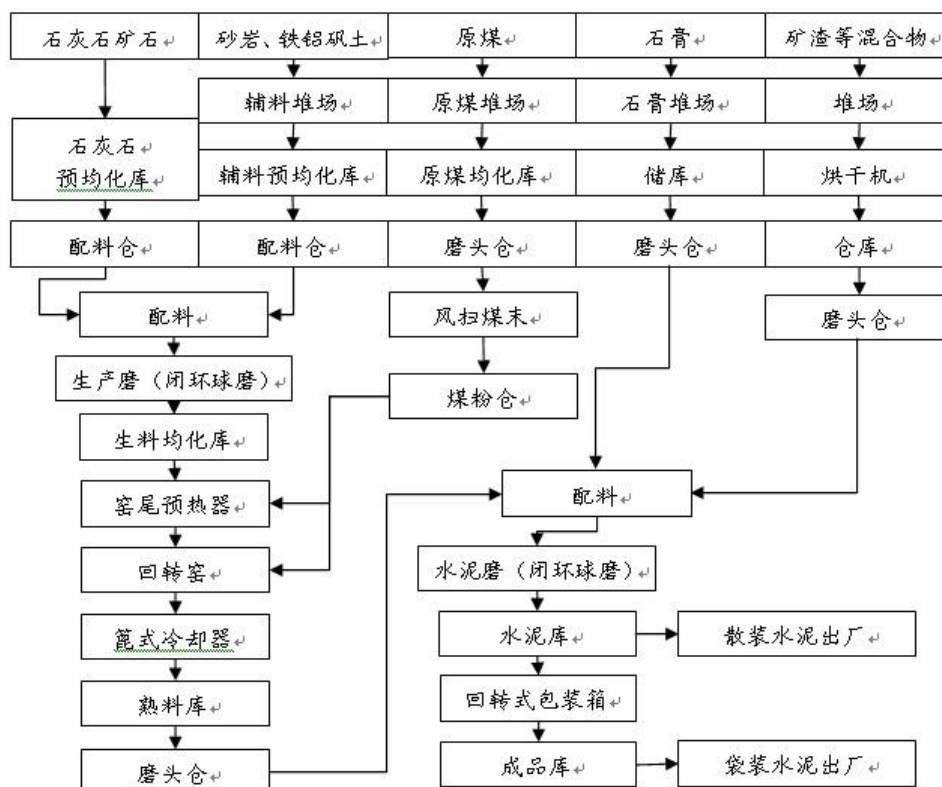 石灰石矿石
砂岩、铁铝矾土
原煤
石膏
矿渣等混合物
辅料堆场
原煤堆场
石膏堆场
堆场
石灰石
预均化库
辅料预均化库
原煤均化库
储库
烘干机
配料仓
配料仓
磨头仓
磨头仓
仓库
配料
风扫煤末
磨头仓
生产磨（闭环球磨）
煤粉仓
生料均化库
窑尾预热器
配料
回转窑
水泥磨（闭环球磨）
篦式冷却器
水泥库
散装水泥出厂
熟料库
回转式包装箱
磨头仓
成品库
袋装水泥出厂